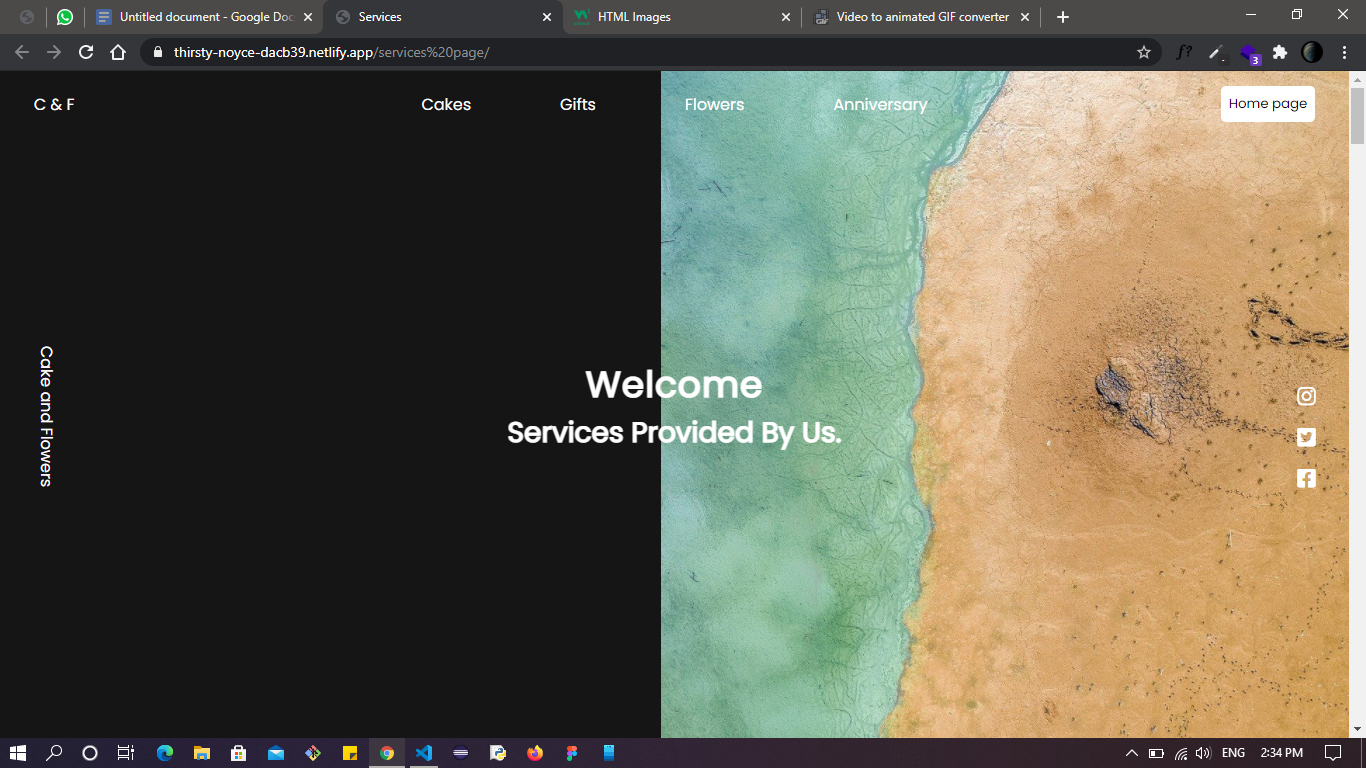 Untitled document - Google Doc
Services
HTML Images
Video to animated GIF converter
thirsty-noyce-dacb39.netlify.app/services%20page/
f?
3
C & F
Cakes
Gifts
Flowers
Anniversary
Home page
Cake and Flowers
Welcome
Services Provided By Us.
ENG
2:34 PM